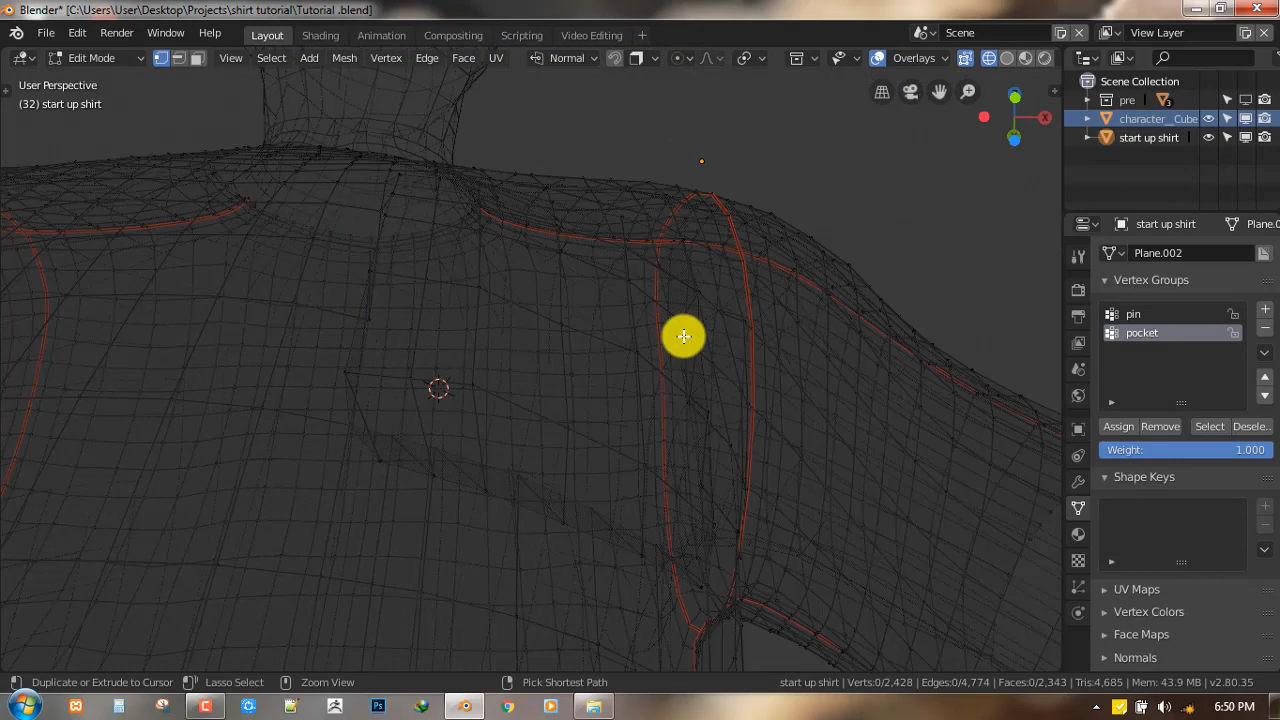 Blender* [C:\Users\User\Desktop\Projects\shirt tutorial\Tutorial .blend]
File Edit Render Window Help Layout Shading Animation Compositing Scripting Video Editing + Scene View Layer
Edit Mode View Select Add Mesh Vertex Edge Face UV Normal Overlays
User Perspective
(32) start up shirt
Scene Collection
pre 3
character__Cube
start up shirt
start up shirt Plane.0
Plane.002
Vertex Groups
pin
pocket
Assign Remove Select Desele..
Weight: 1.000
Shape Keys
UV Maps
Vertex Colors
Face Maps
Normals
Duplicate or Extrude to Cursor Lasso Select Zoom View Pick Shortest Path start up shirt | Verts:0/2,428 | Edges:0/4,774 | Faces:0/2,343 | Tris:4,685 | Mem: 43.9 MB | v2.80.35
Ps 6:50 PM